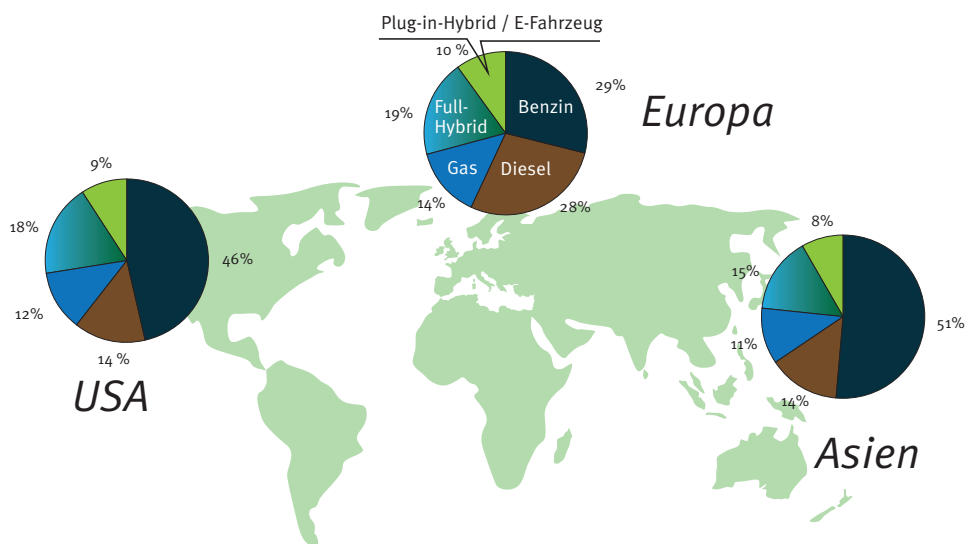 Plug-in-Hybrid / E-Fahrzeug
10 %
29%
Europa
19%
Full-
Hybrid
Benzin
Gas
Diesel
14%
28%
9%
18%
46%
12%
14 %
USA
8%
15%
51%
11%
14%
Asien